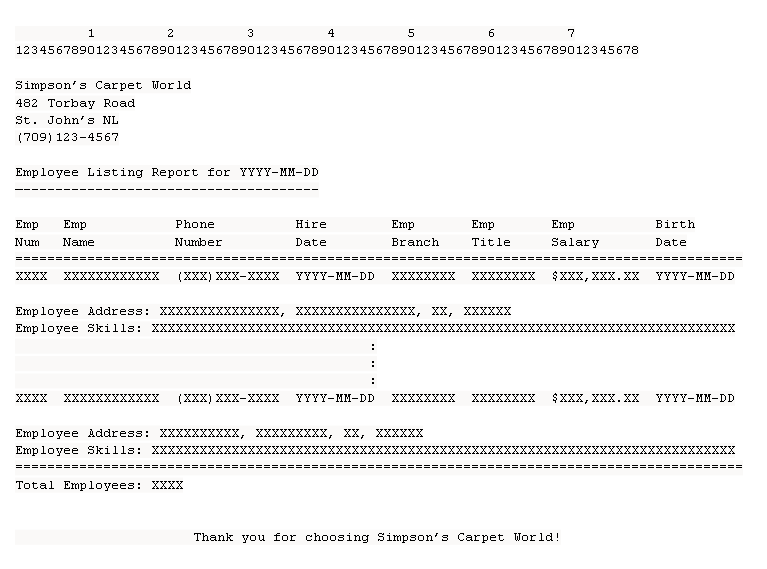 1         2         3         4         5         6         7
123456789012345678901234567890123456789012345678901234567890123456789012345678

Simpson’s Carpet World
482 Torbay Road
St. John’s NL
(709)123-4567

Employee Listing Report for YYYY-MM-DD
--------------------------------------

Emp   Emp           Phone          Hire        Emp       Emp       Emp          Birth
Num   Name          Number         Date        Branch    Title     Salary       Date
===========================================================================================
XXXX  XXXXXXXXXXXX  (XXX)XXX-XXXX  YYYY-MM-DD  XXXXXXXX  XXXXXXXX  $XXX,XXX.XX  YYYY-MM-DD

Employee Address: XXXXXXXXXXXXXXX, XXXXXXXXXXXXXXX, XX, XXXXXX
Employee Skills: XXXXXXXXXXXXXXXXXXXXXXXXXXXXXXXXXXXXXXXXXXXXXXXXXXXXXXXXXXXXXXXXXXXXXXXXX
                                            :
                                            :
                                            :
XXXX  XXXXXXXXXXXX  (XXX)XXX-XXXX  YYYY-MM-DD  XXXXXXXX  XXXXXXXX  $XXX,XXX.XX  YYYY-MM-DD

Employee Address: XXXXXXXXXX, XXXXXXXXX, XX, XXXXXX
Employee Skills: XXXXXXXXXXXXXXXXXXXXXXXXXXXXXXXXXXXXXXXXXXXXXXXXXXXXXXXXXXXXXXXXXXXXXXXXX
===========================================================================================
Total Employees: XXXX

                      Thank you for choosing Simpson’s Carpet World!